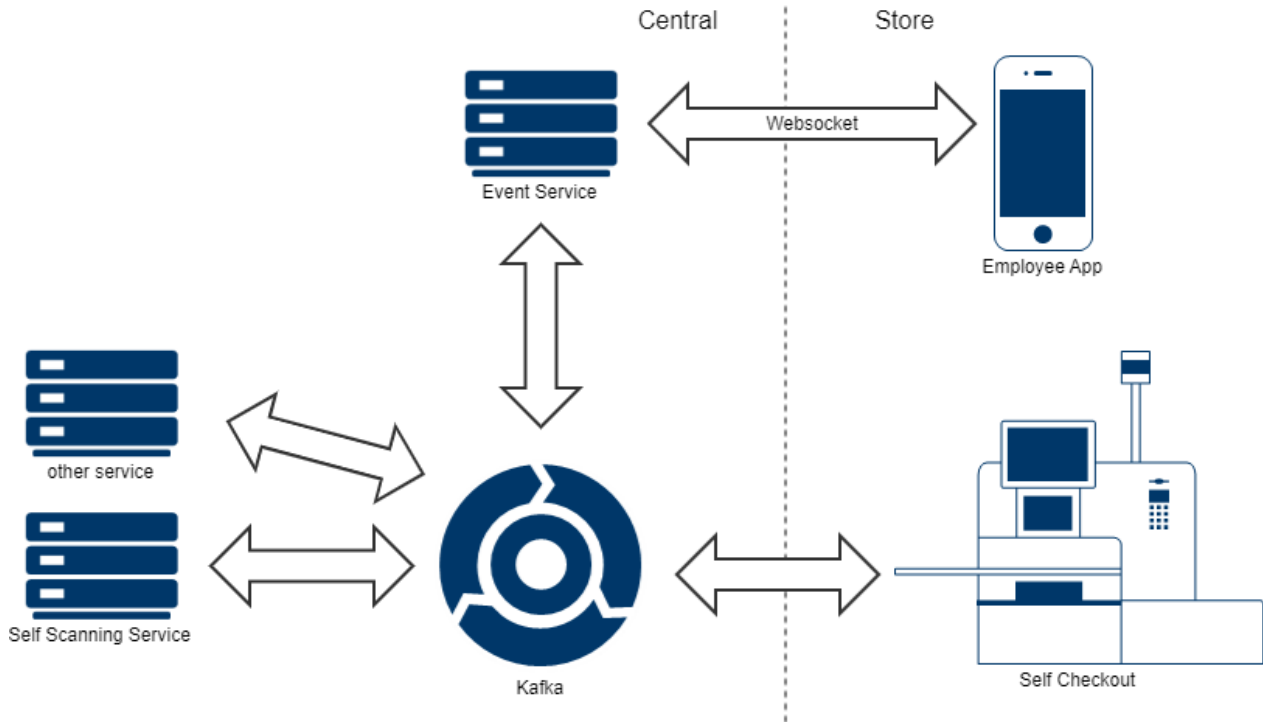 Central
Store
Websocket
Event Service
Employee App
other service
Self Scanning Service
Kafka
Self Checkout